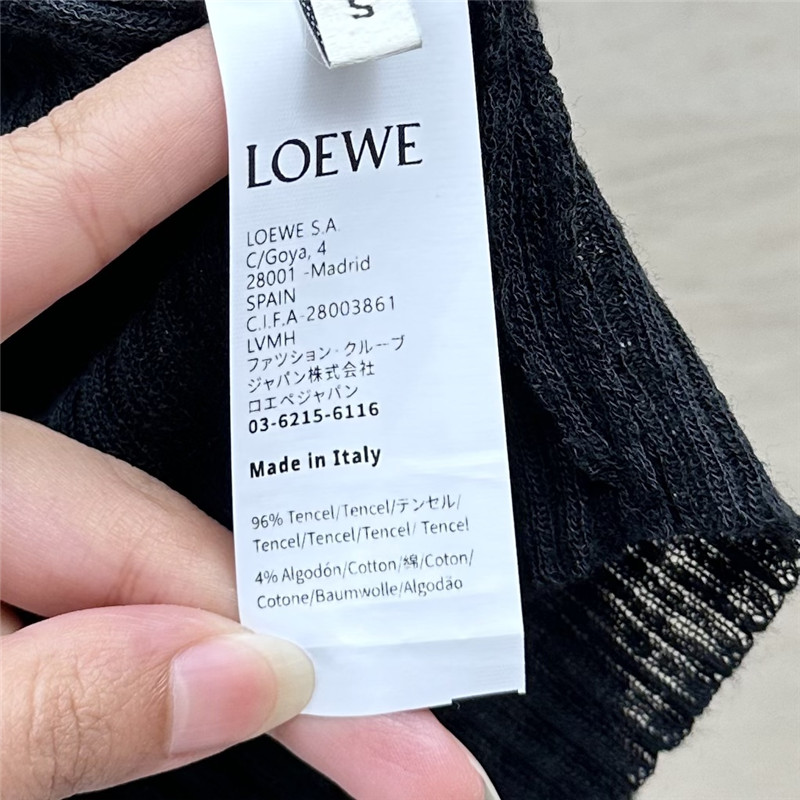 S
LOEWE
LOEWE S.A.
C/Goya, 4
28001 -Madrid
SPAIN
C.I.F.A-28003861
LVMH
ファツション・クループ
ジャパン株式会社
ロエベジャパン
03-6215-6116
Made in Italy
96% Tencel/Tencel/テンセル/
Tencel/Tencel/Tencel/ Tencel
4% Algodón/Cotton/綿/Coton/
Cotone/Baumwolle/Algodão